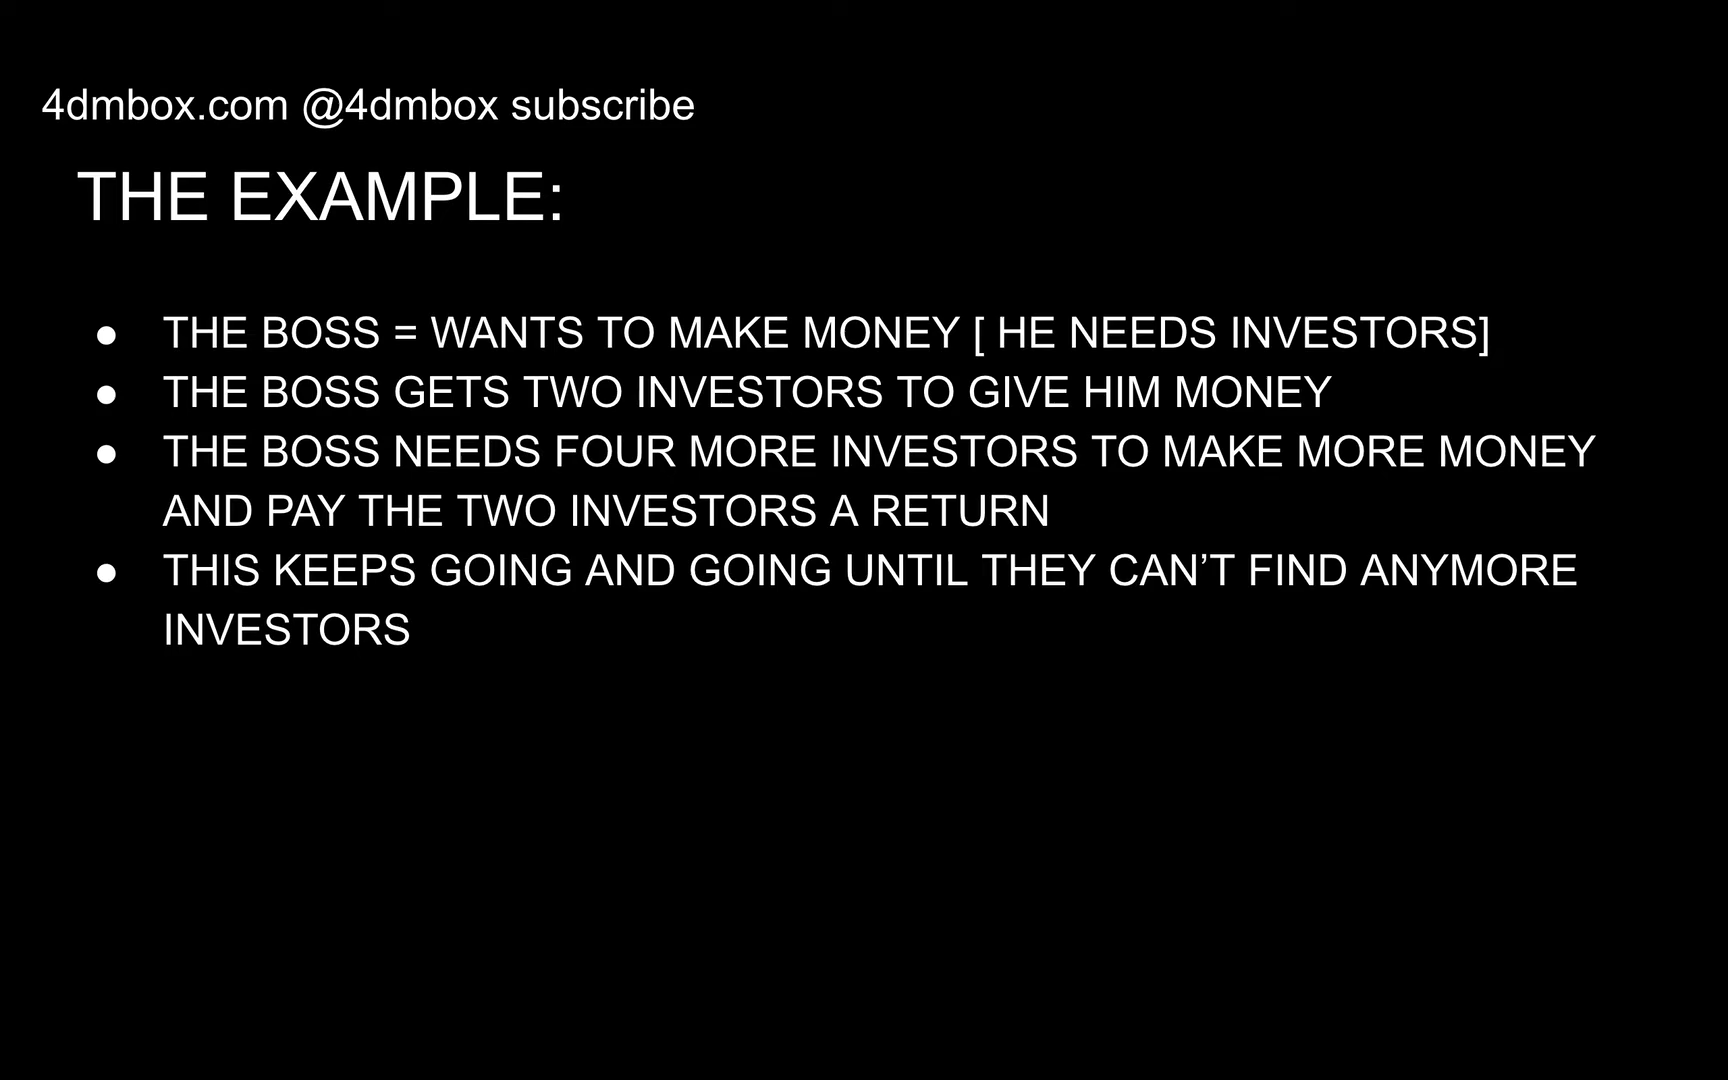 4dmbox.com @4dmbox subscribe
THE EXAMPLE:
● THE BOSS = WANTS TO MAKE MONEY [ HE NEEDS INVESTORS]
● THE BOSS GETS TWO INVESTORS TO GIVE HIM MONEY
● THE BOSS NEEDS FOUR MORE INVESTORS TO MAKE MORE MONEY
AND PAY THE TWO INVESTORS A RETURN
● THIS KEEPS GOING AND GOING UNTIL THEY CAN’T FIND ANYMORE
INVESTORS